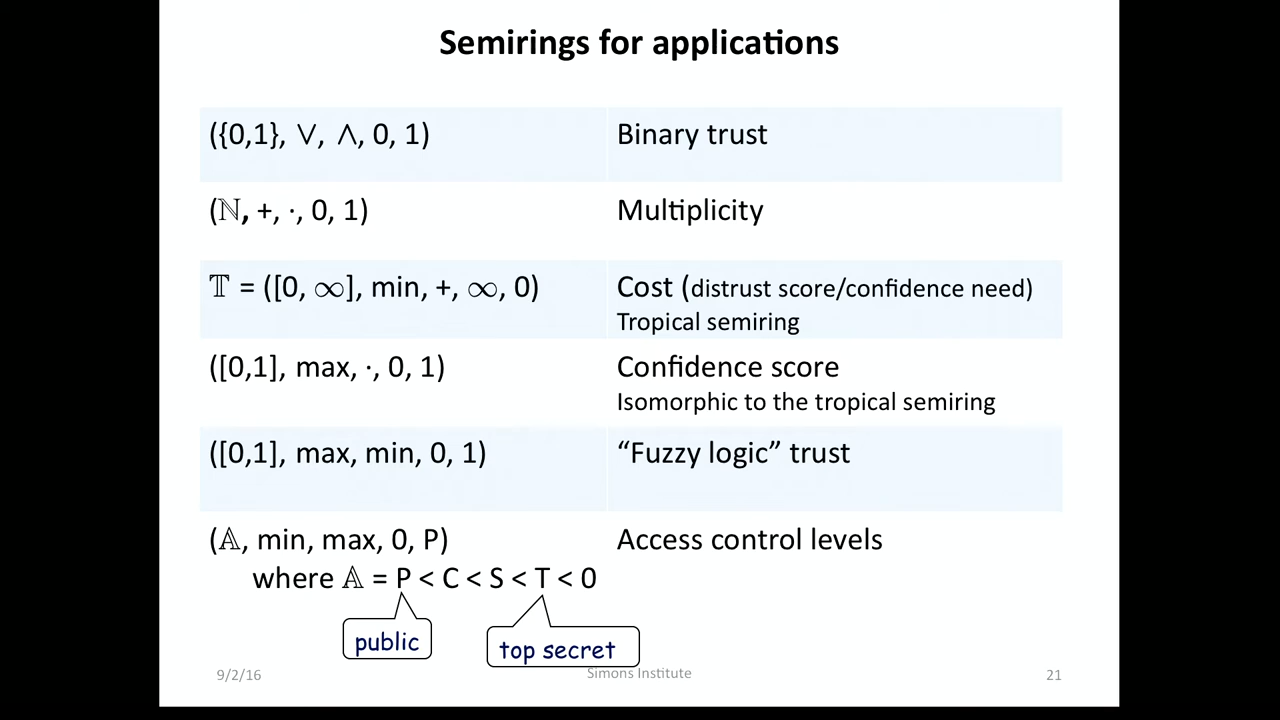 Semirings for applications
({0,1}, ∨, ∧, 0, 1)
Binary trust
(ℕ, +, ·, 0, 1)
Multiplicity
𝕋 = ([0, ∞], min, +, ∞, 0)
Cost (distrust score/confidence need)
Tropical semiring
([0,1], max, ·, 0, 1)
Confidence score
Isomorphic to the tropical semiring
([0,1], max, min, 0, 1)
“Fuzzy logic” trust
(𝔸, min, max, 0, P)
Access control levels
where 𝔸 = P < C < S < T < 0
public
top secret
9/2/16
Simons Institute
21